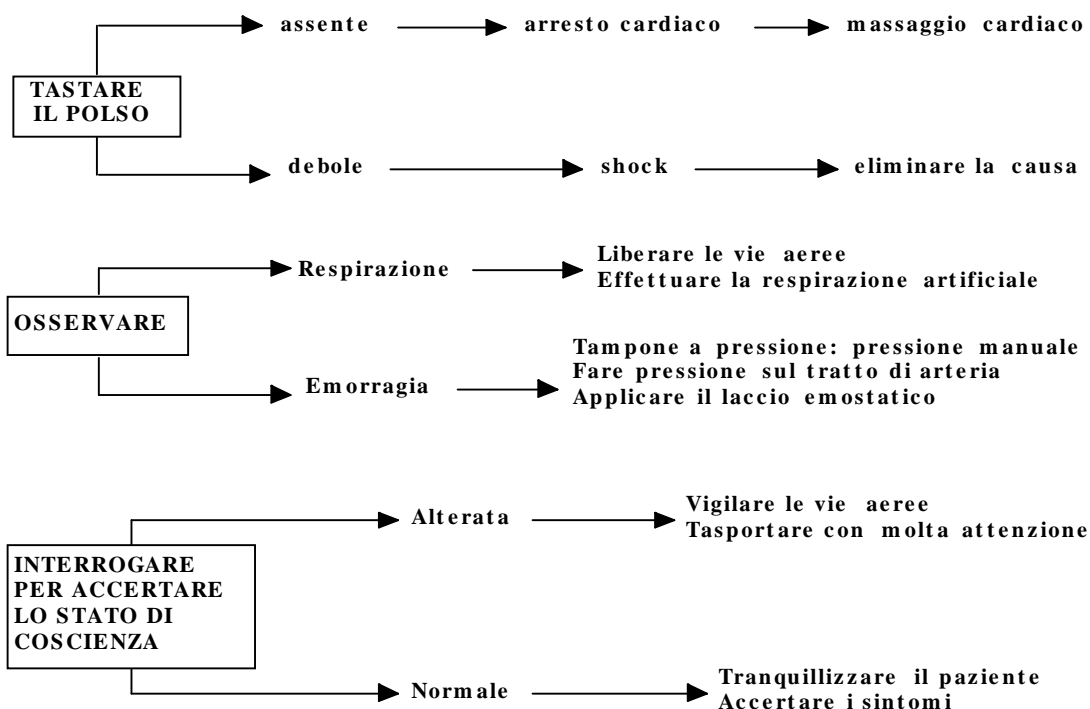 assente arresto cardiaco massaggio cardiaco
TASTARE
IL POLSO
debole shock eliminare la causa
Respirazione
Liberare le vie aeree
Effettuare la respirazione artificiale
OSSERVARE
Emorragia
Tampone a pressione: pressione manuale
Fare pressione sul tratto di arteria
Applicare il laccio emostatico
Alterata
Vigilare le vie aeree
Tasportare con molta attenzione
INTERROGARE
PER ACCERTARE
LO STATO DI
COSCIENZA
Normale
Tranquillizzare il paziente
Accertare i sintomi